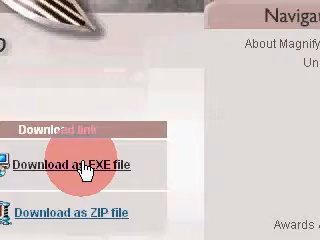 Navigat
About Magnify
Un
Download link
Download as EXE file
Download as ZIP file
Awards &